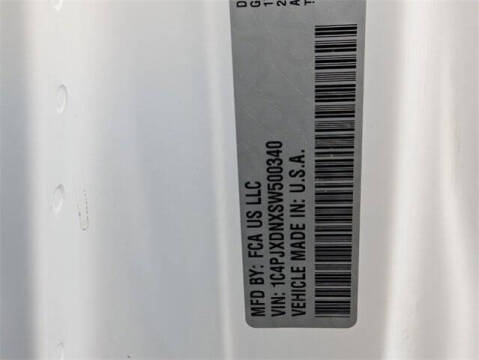 MFD BY: FCA US LLC
VIN: 1C4PJXDNXSW500340
VEHICLE MADE IN: U.S.A.